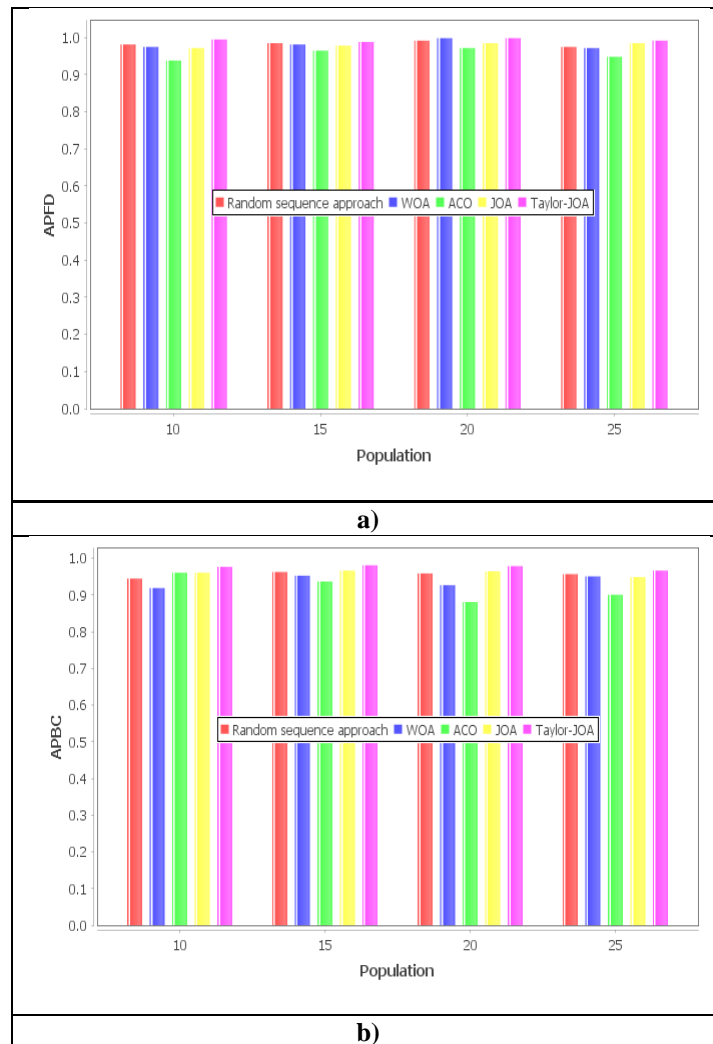 1.0
0.9
0.8
0.7
0.6
0.5
0.4
0.3
0.2
0.1
0.0
APFD
Random sequence approach WOA ACO JOA Taylor-JOA
10 15 20 25
Population
a)
1.0
0.9
0.8
0.7
0.6
0.5
0.4
0.3
0.2
0.1
0.0
APBC
Random sequence approach WOA ACO JOA Taylor-JOA
10 15 20 25
Population
b)